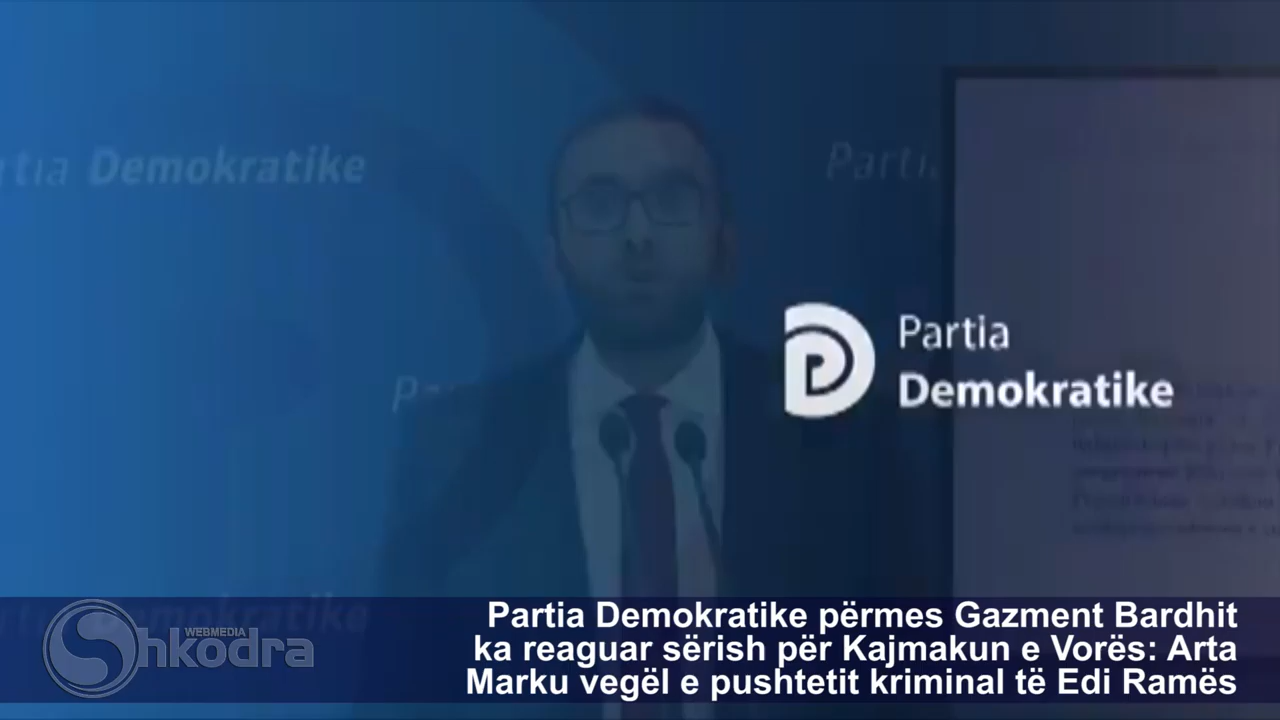 Partia Demokratike
Partia
Demokratike
Partia Demokratike përmes Gazment Bardhit
ka reaguar sërish për Kajmakun e Vorës: Arta
Marku vegël e pushtetit kriminal të Edi Ramës
WEBMEDIA
Shkodra